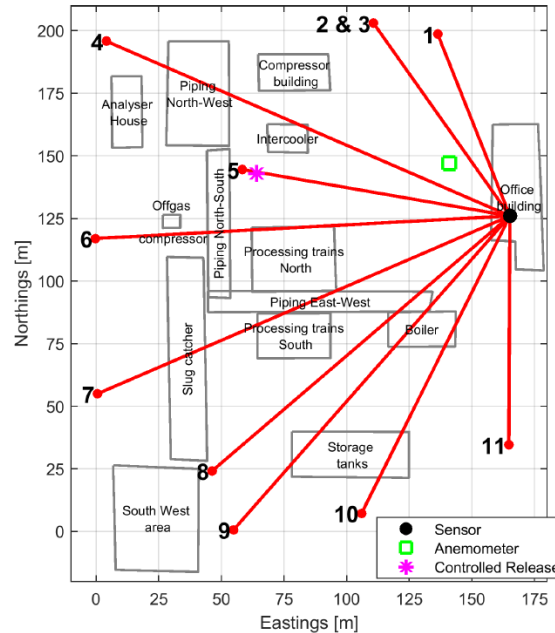 200
175
150
125
100
75
50
25
0
Northings [m]
0
25
50
75
100
125
150
175
Eastings [m]
1
2 & 3
4
Compressor
building
Piping
North-West
Analyser
House
Intercooler
5
Piping North-South
Office
building
Offgas
compressor
6
Processing trains
North
Piping East-West
Processing trains
South
Boiler
Slug catcher
7
8
Storage
tanks
11
South West
area
9
10
Sensor
Anemometer
Controlled Release